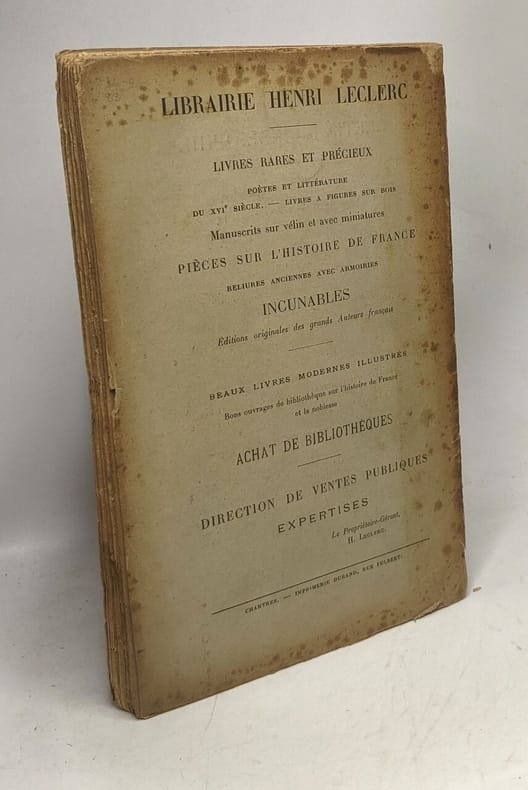 LIBRAIRIE HENRI LECLERC
LIVRES RARES ET PRÉCIEUX
POÈTES ET LITTÉRATURE
DU XVIe SIÈCLE. — LIVRES A FIGURES SUR BOIS
Manuscrits sur vélin et avec miniatures
PIÈCES SUR L'HISTOIRE DE FRANCE
RELIURES ANCIENNES AVEC ARMOIRIES
INCUNABLES
Éditions originales des grands Auteurs français
BEAUX LIVRES MODERNES ILLUSTRÉS
Bons ouvrages de bibliothèque sur l'histoire de France
et la noblesse
ACHAT DE BIBLIOTHÈQUES
DIRECTION DE VENTES PUBLIQUES
EXPERTISES
Le Propriétaire-Gérant,
H. LECLERC.
CHARTRES. — IMPRIMERIE DURAND, RUE FULBERT.